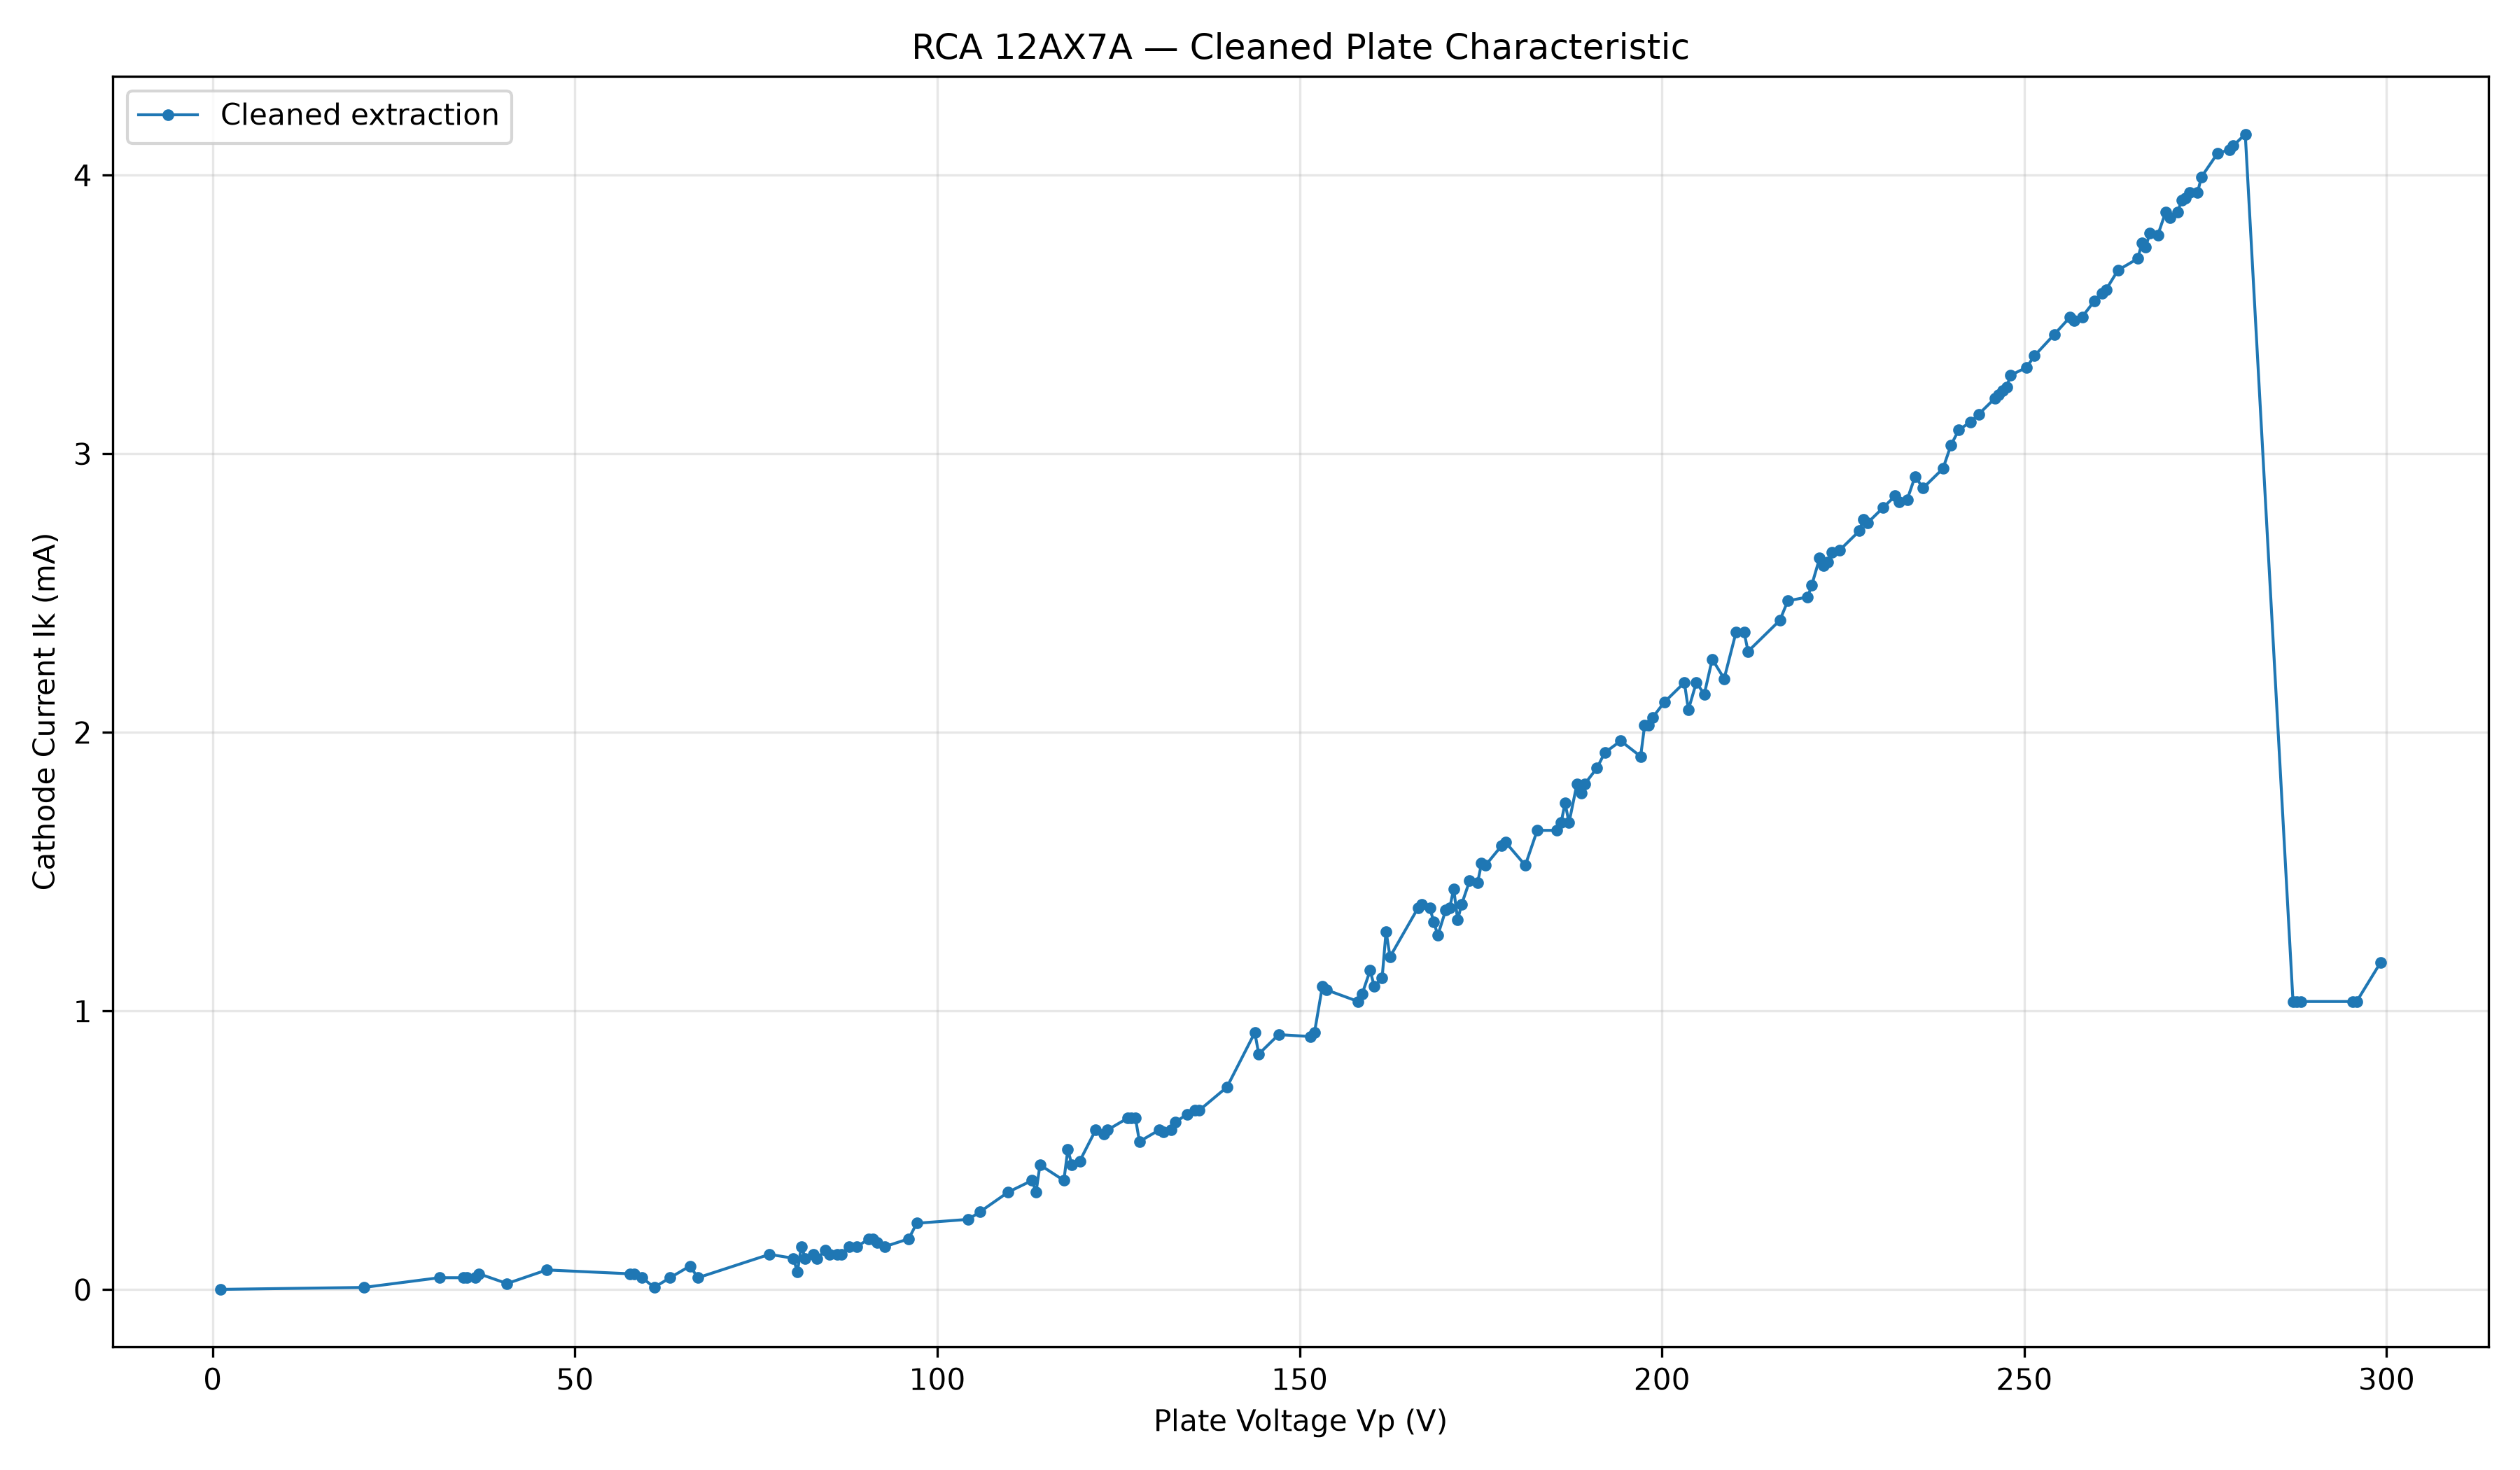 RCA 12AX7A — Cleaned Plate Characteristic
Cleaned extraction
Cathode Current Ik (mA)
4
3
2
1
0
0 50 100 150 200 250 300
Plate Voltage Vp (V)